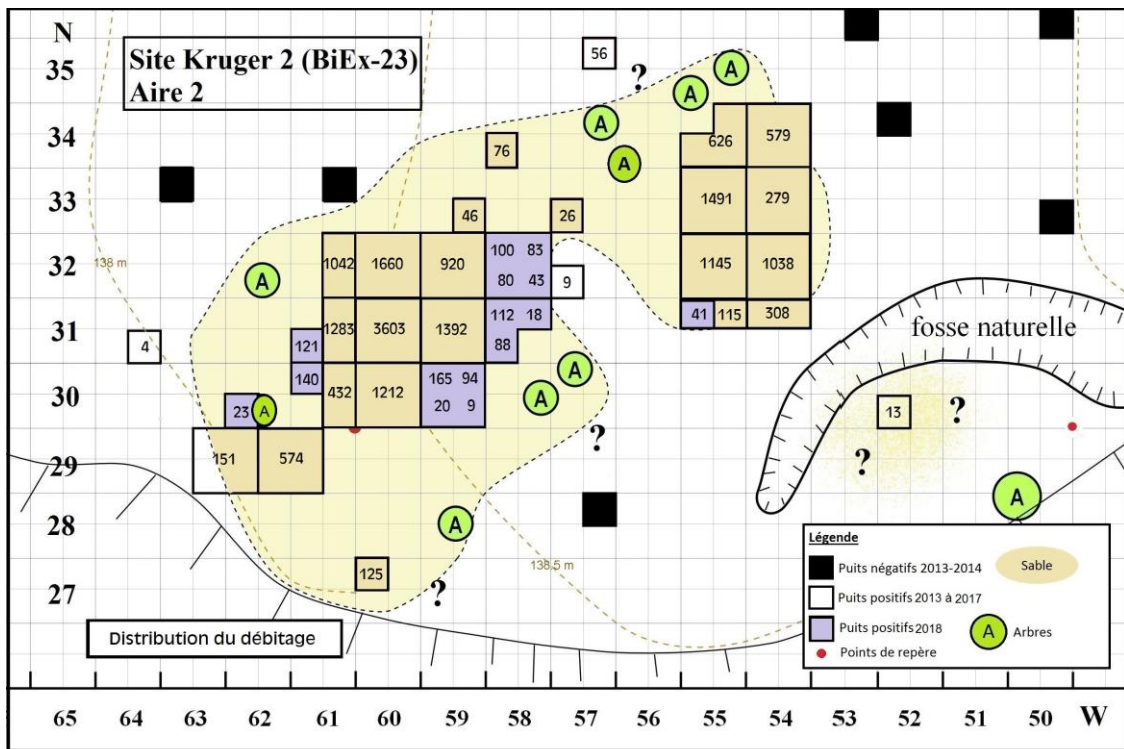 N
Site Kruger 2 (BiEx-23)
Aire 2
35
56
?
A
A
34
A
626
579
76
A
33
46
26
1491
279
32
138 m
A
1042
1660
920
100 83
80 43
9
1145
1038
31
4
121
1283
3603
1392
112 18
88
41
115
308
fosse naturelle
30
140
432
1212
165 94
20 9
A
A
23
A
13
?
29
151
574
?
?
A
28
A
138,5 m
27
125
?
Distribution du débitage
Légende
Puits négatifs 2013-2014
Sable
Puits positifs 2013 à 2017
Puits positifs 2018
A
Arbres
Points de repère
65 64 63 62 61 60 59 58 57 56 55 54 53 52 51 50 W